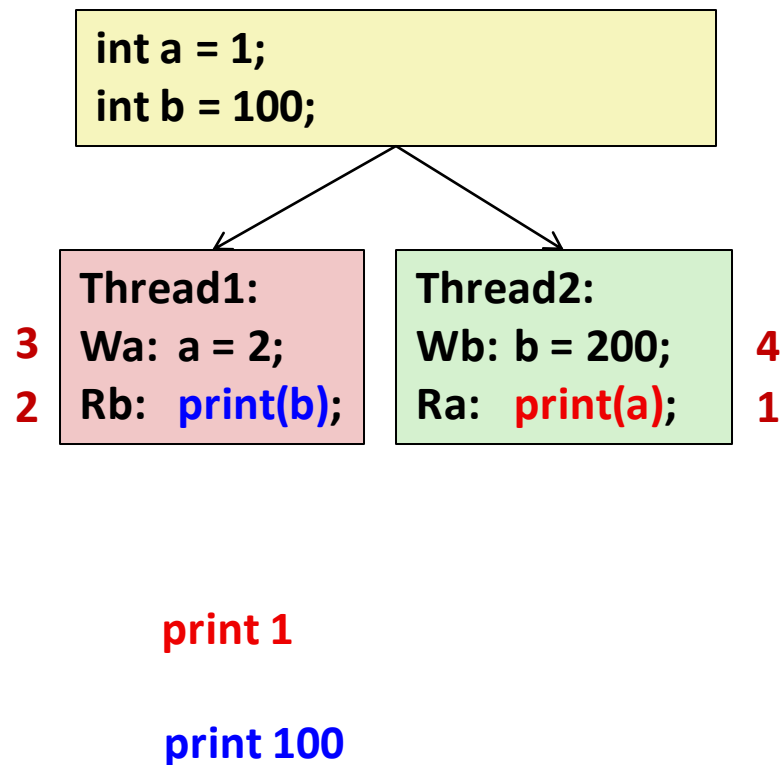 int a = 1;
int b = 100;
Thread1:
3 Wa: a = 2;
2 Rb: print(b);
Thread2:
Wb: b = 200; 4
Ra: print(a); 1
print 1
print 100